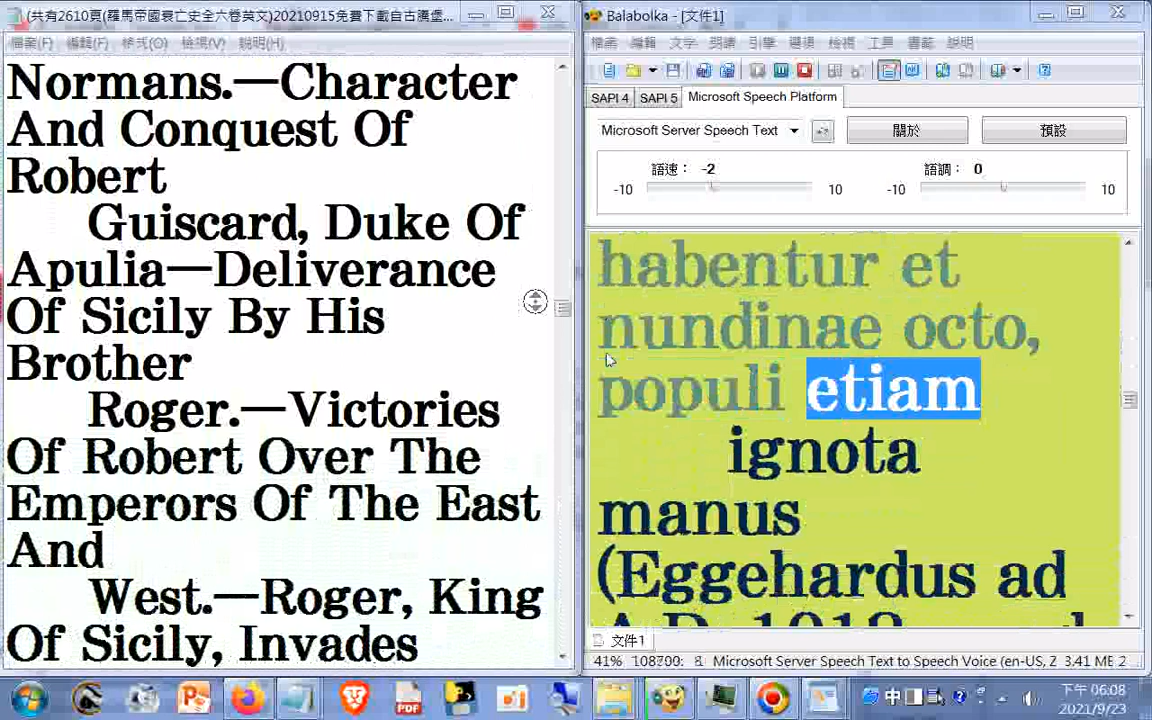 (共有2610頁(羅馬帝國衰亡史全六卷英文)20210915免費下載自古騰堡...
檔案(F) 編輯(E) 格式(O) 檢視(V) 說明(H)
Normans.—Character
And Conquest Of
Robert
Guiscard, Duke Of
Apulia—Deliverance
Of Sicily By His
Brother
Roger.—Victories
Of Robert Over The
Emperors Of The East
And
West.—Roger, King
Of Sicily, Invades
Balabolka - [文件1]
檔案 編輯 文字 朗讀 引擎 選項 檢視 工具 書籤 說明
SAPI 4 SAPI 5 Microsoft Speech Platform
Microsoft Server Speech Text 關於 預設
語速： -2 語調： 0
-10 10 -10 10
habentur et
nundinae octo,
populi etiam
ignota
manus
(Eggehardus ad
文件1
41% Microsoft Server Speech Text to Speech Voice (en-US, Z 3.41 ME 2
中 下午 06:08
2021/9/23